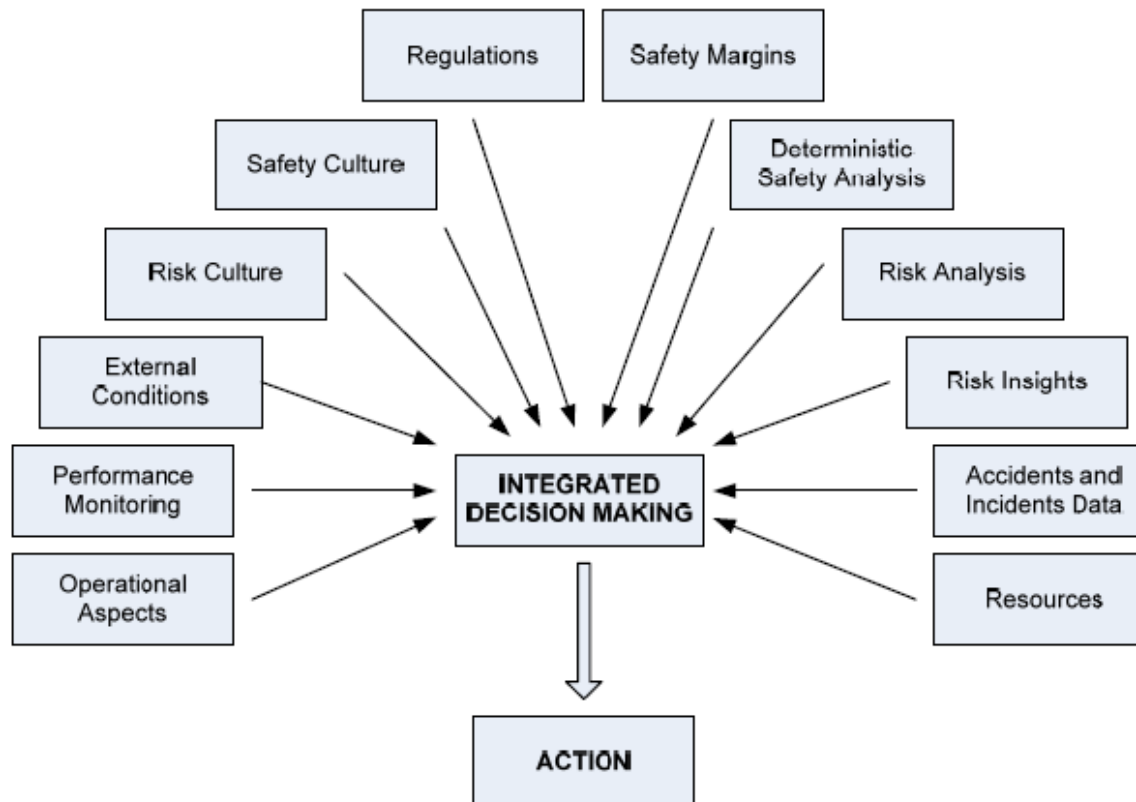 Regulations
Safety Margins
Safety Culture
Deterministic
Safety Analysis
Risk Culture
Risk Analysis
External
Conditions
Risk Insights
Performance
Monitoring
INTEGRATED
DECISION MAKING
Accidents and
Incidents Data
Operational
Aspects
Resources
ACTION